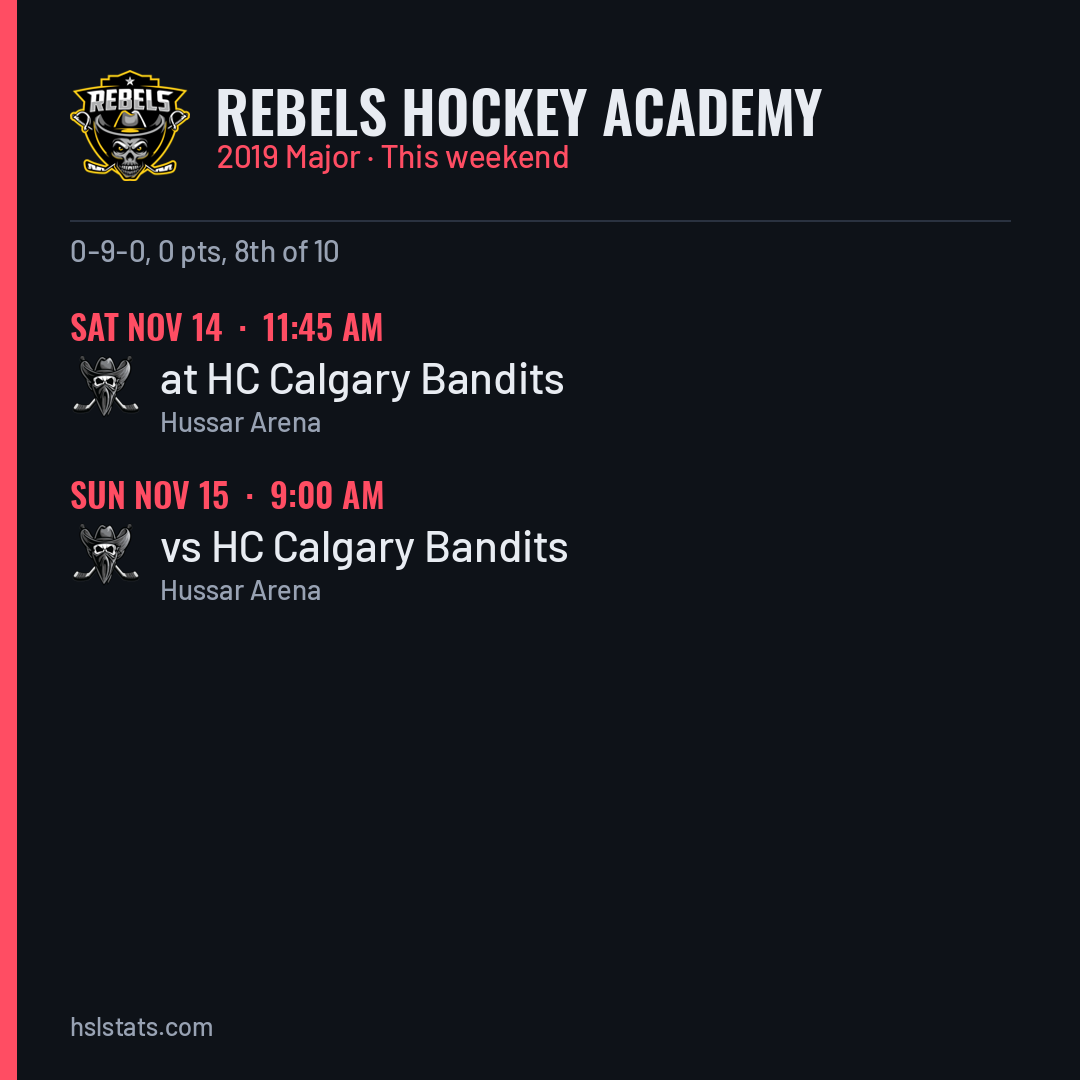 REBELS
REBELS HOCKEY ACADEMY
2019 Major · This weekend
0-9-0, 0 pts, 8th of 10
SAT NOV 14 · 11:45 AM
at HC Calgary Bandits
Hussar Arena
SUN NOV 15 · 9:00 AM
vs HC Calgary Bandits
Hussar Arena
hslstats.com